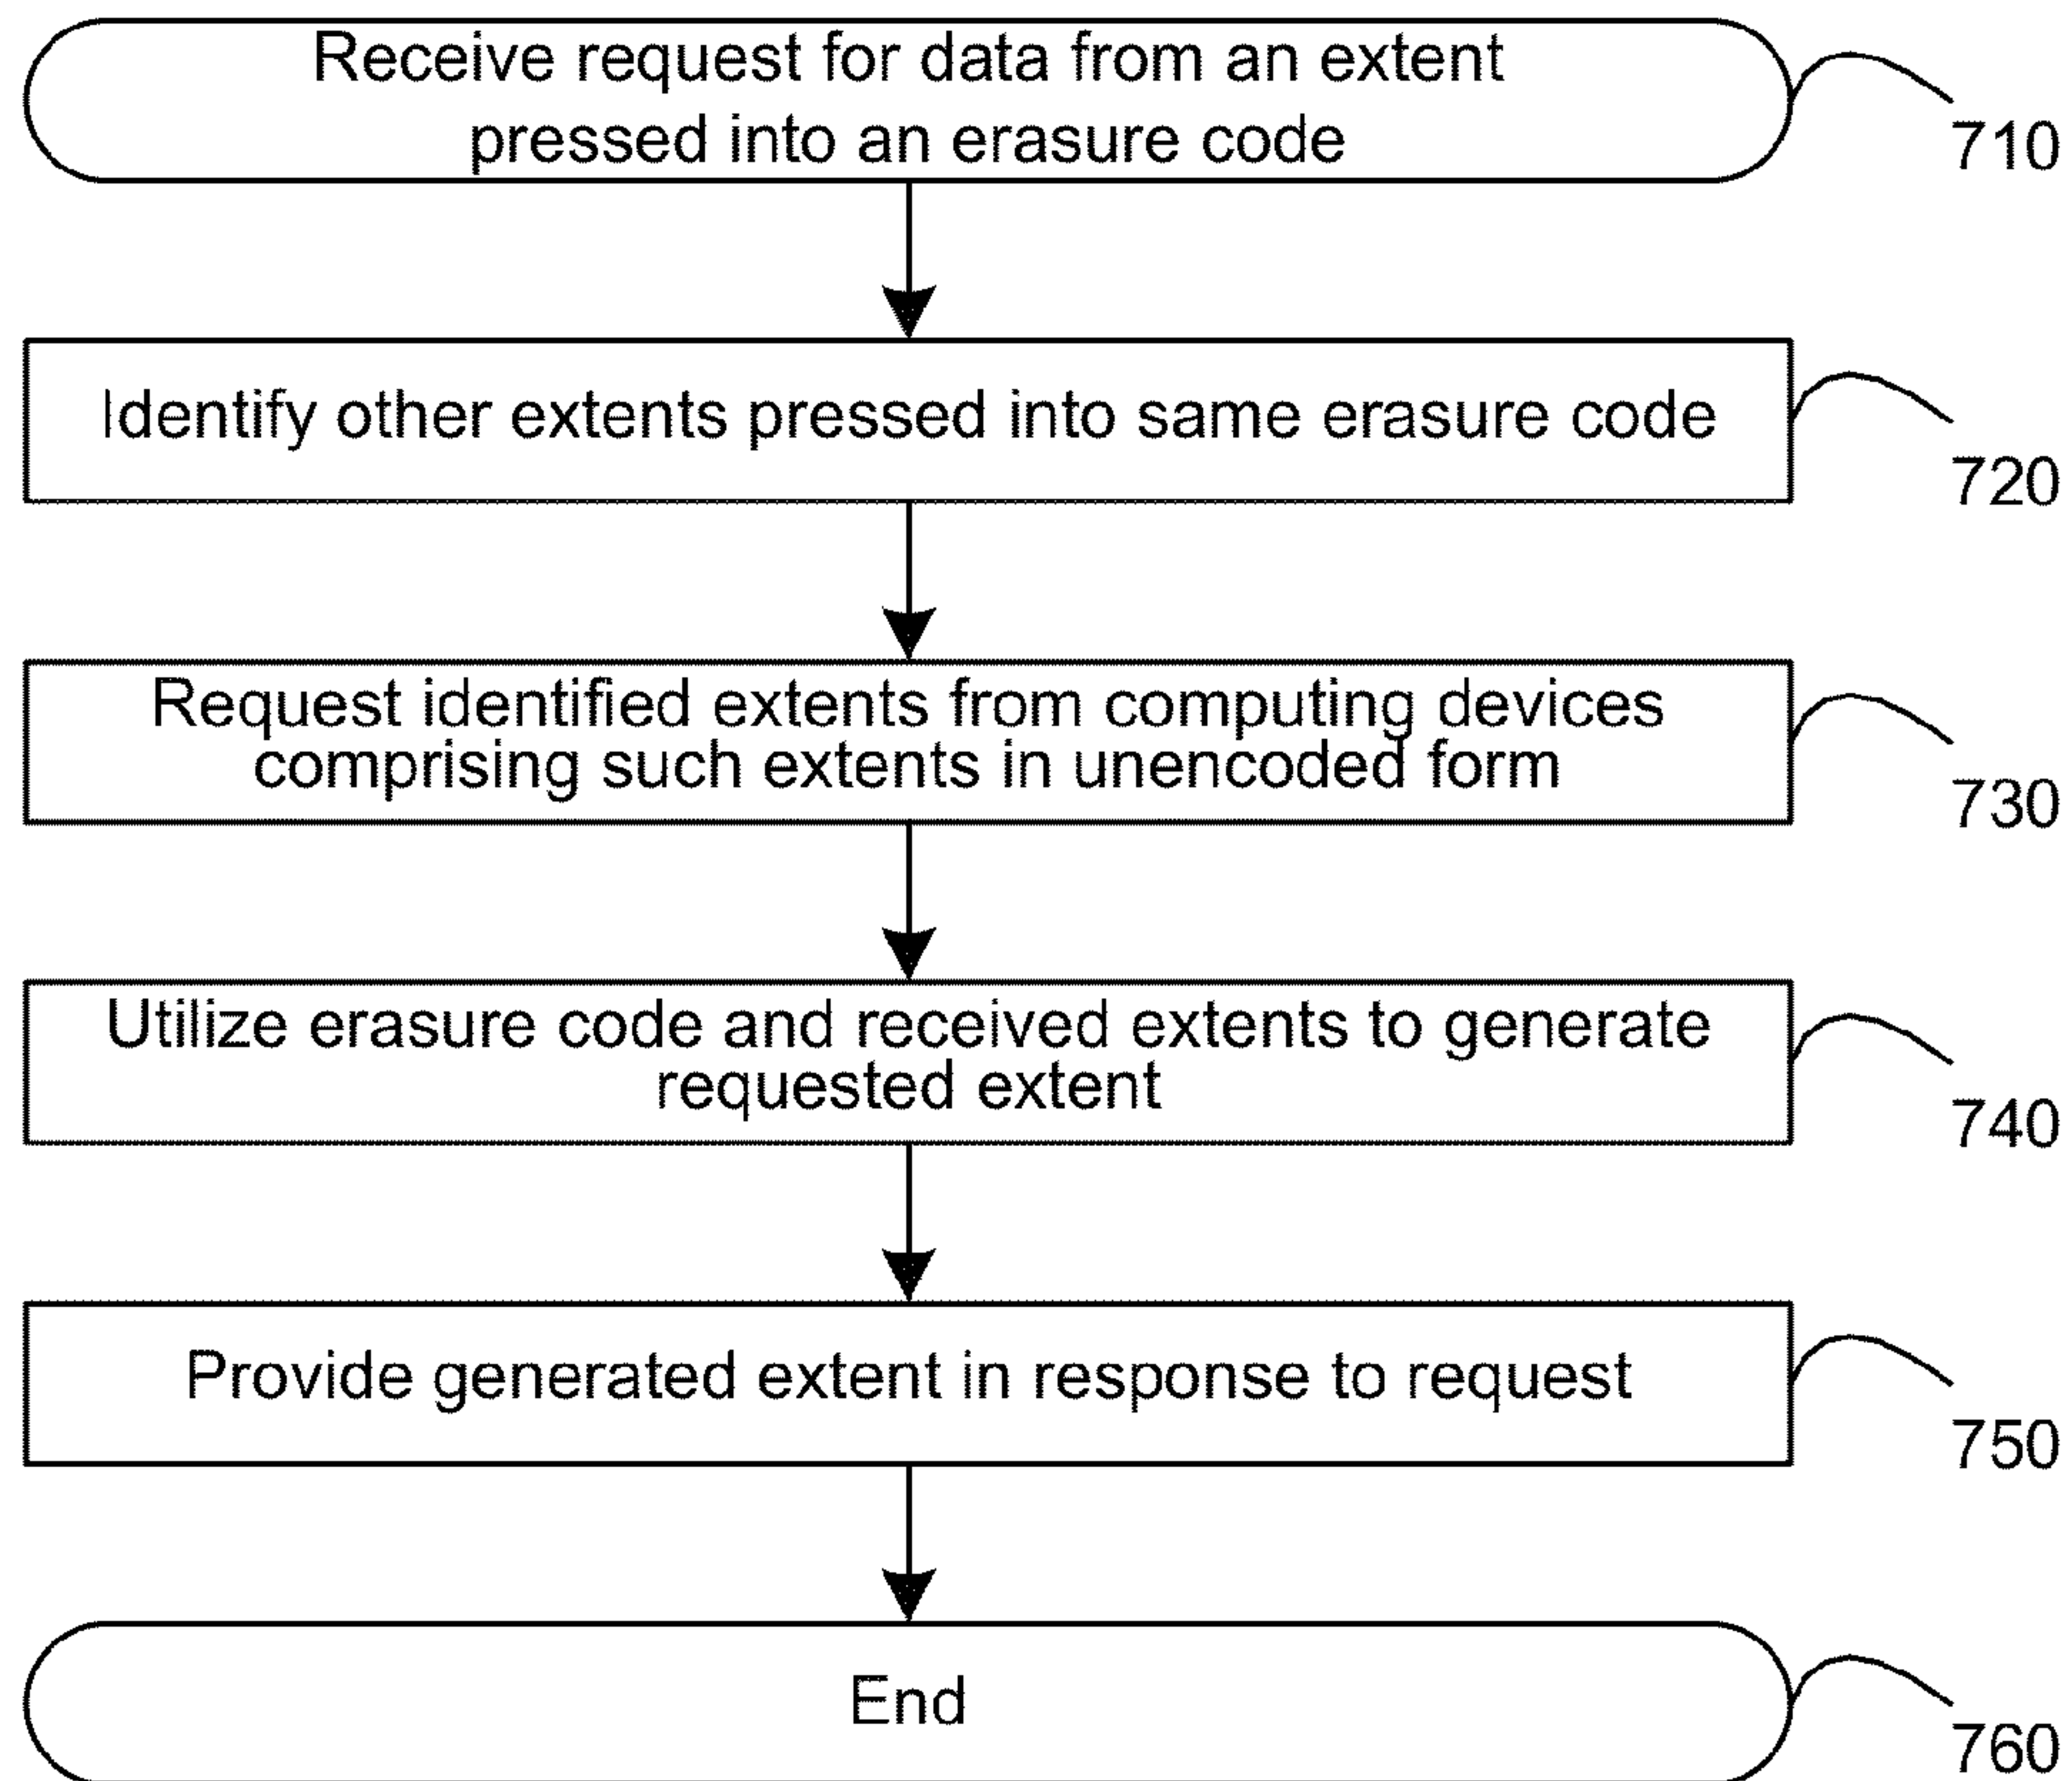 Receive request for data from an extent
pressed into an erasure code
710
Identify other extents pressed into same erasure code
720
Request identified extents from computing devices
comprising such extents in unencoded form
730
Utilize erasure code and received extents to generate
requested extent
740
Provide generated extent in response to request
750
End
760